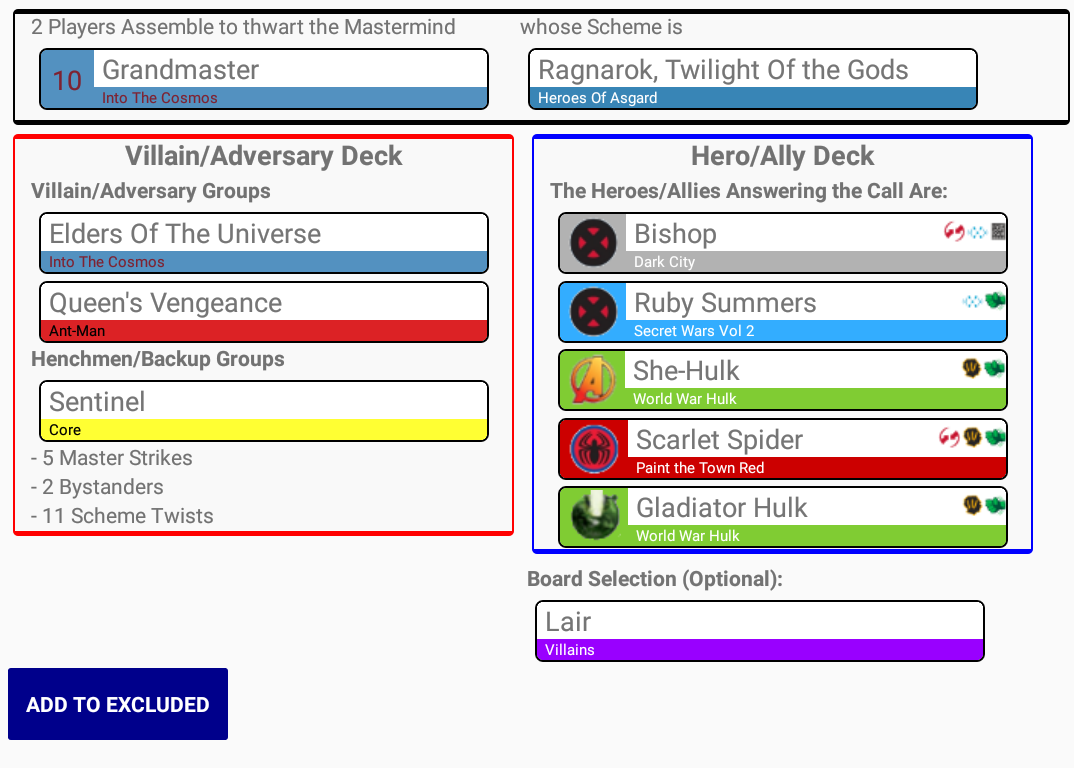 2 Players Assemble to thwart the Mastermind
whose Scheme is
10
Grandmaster
Into The Cosmos
Ragnarok, Twilight Of the Gods
Heroes Of Asgard
Villain/Adversary Deck
Villain/Adversary Groups
Elders Of The Universe
Into The Cosmos
Queen's Vengeance
Ant-Man
Henchmen/Backup Groups
Sentinel
Core
- 5 Master Strikes
- 2 Bystanders
- 11 Scheme Twists
Hero/Ally Deck
The Heroes/Allies Answering the Call Are:
Bishop
Dark City
Ruby Summers
Secret Wars Vol 2
She-Hulk
World War Hulk
Scarlet Spider
Paint the Town Red
Gladiator Hulk
World War Hulk
Board Selection (Optional):
Lair
Villains
ADD TO EXCLUDED